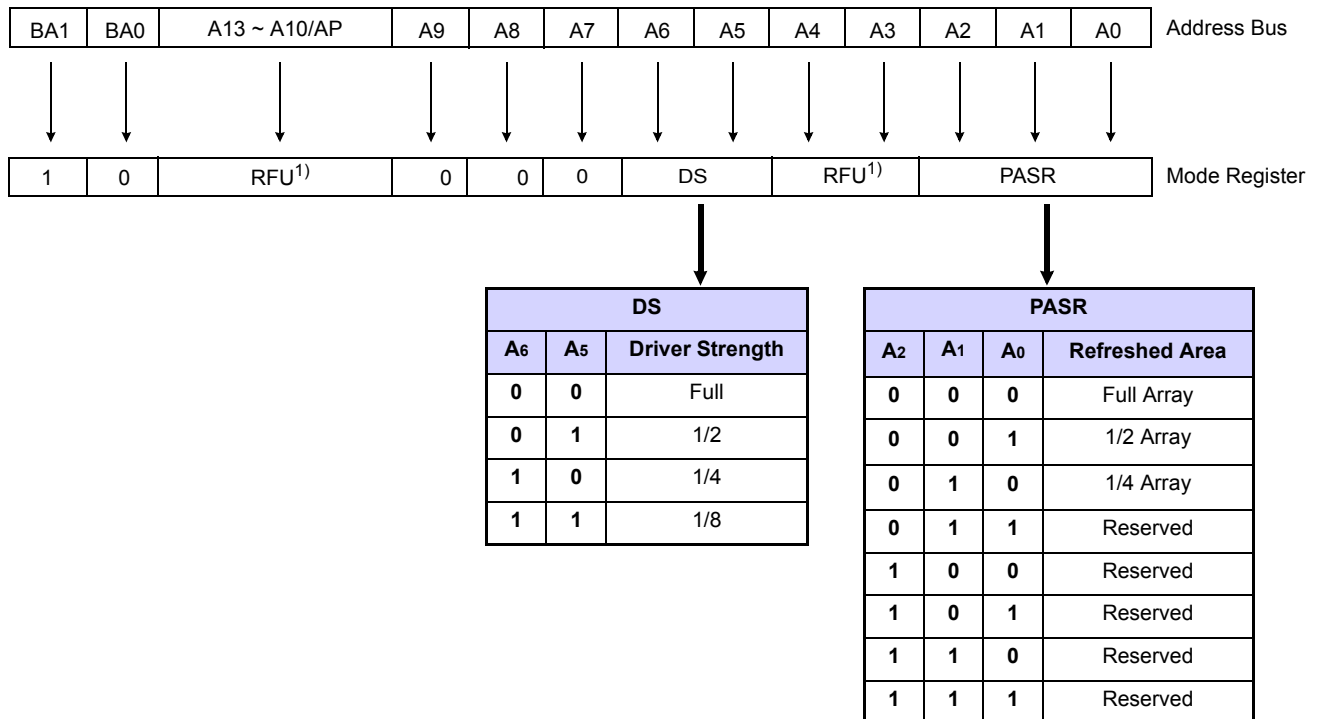 BA1 BA0 A13 ~ A10/AP A9 A8 A7 A6 A5 A4 A3 A2 A1 A0 Address Bus
1 0 RFU1) 0 0 0 DS RFU1) PASR Mode Register
DS
A6 A5 Driver Strength
0 0 Full
0 1 1/2
1 0 1/4
1 1 1/8
PASR
A2 A1 A0 Refreshed Area
0 0 0 Full Array
0 0 1 1/2 Array
0 1 0 1/4 Array
0 1 1 Reserved
1 0 0 Reserved
1 0 1 Reserved
1 1 0 Reserved
1 1 1 Reserved